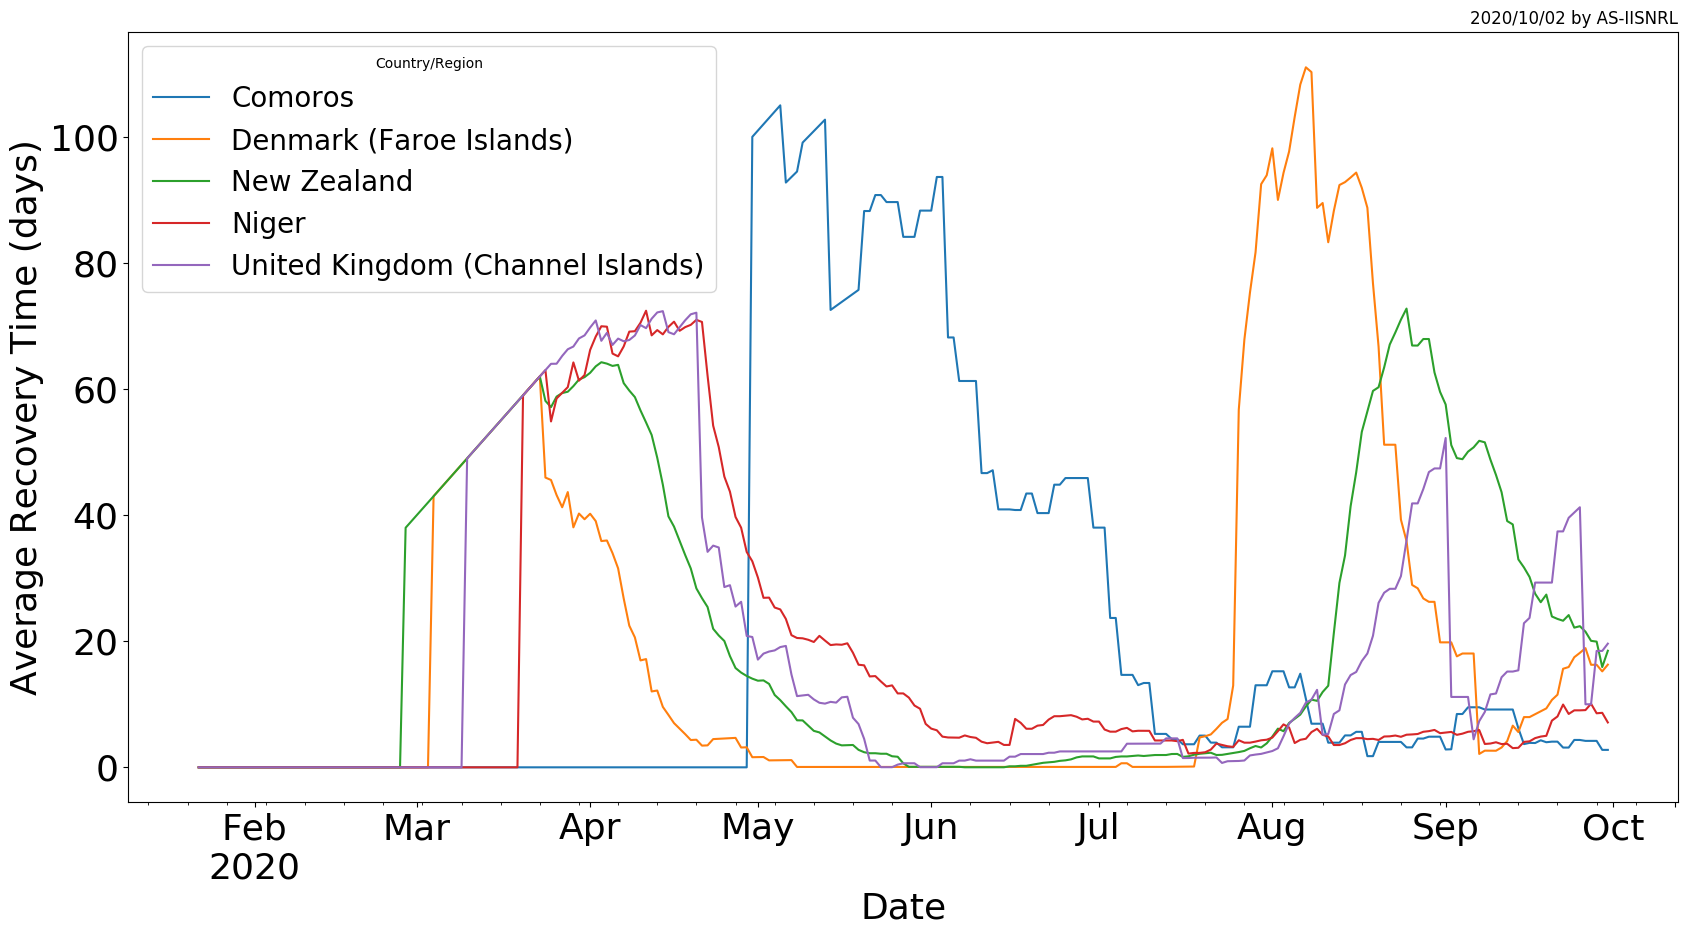 2020/10/02 by AS-IISNRL
Country/Region
Comoros
Denmark (Faroe Islands)
New Zealand
Niger
United Kingdom (Channel Islands)
Average Recovery Time (days)
100
80
60
40
20
0
Feb Mar Apr May Jun Jul Aug Sep Oct
2020
Date